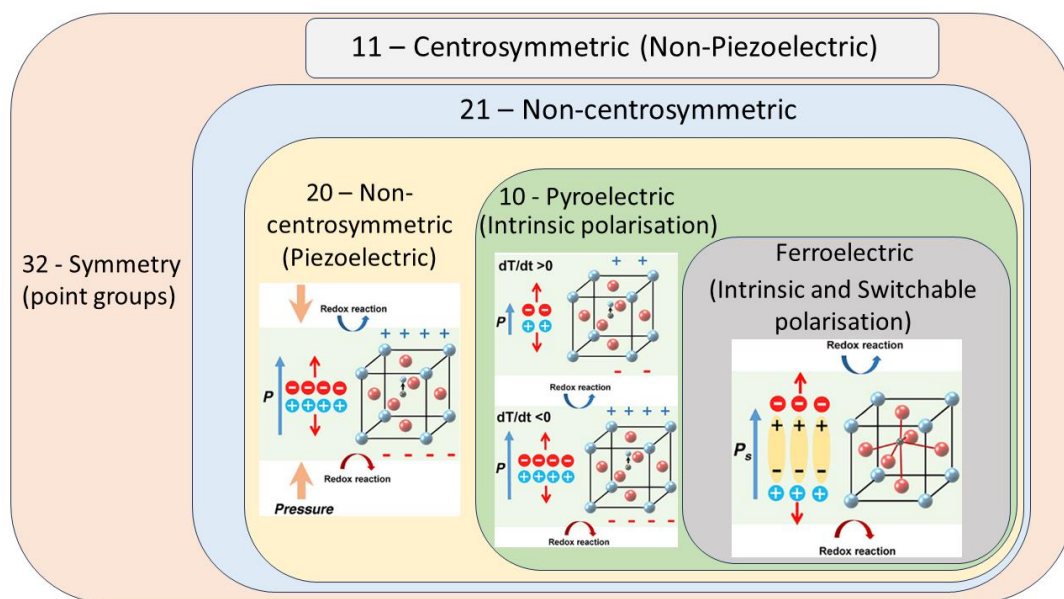 11 – Centrosymmetric (Non-Piezoelectric)
21 – Non-centrosymmetric
32 - Symmetry
(point groups)
20 – Non-
centrosymmetric
(Piezoelectric)
Redox reaction
+ + + +
P
− − − −
+ + + +
- - - -
Redox reaction
Pressure
10 - Pyroelectric
(Intrinsic polarisation)
dT/dt >0
+ +
P
− −
+ +
- -
Redox reaction
dT/dt <0
+ + + +
P
− − − −
+ + + +
- - - -
Redox reaction
Ferroelectric
(Intrinsic and Switchable
polarisation)
Redox reaction
− − −
+ + +
Ps
− − −
+ + +
Redox reaction